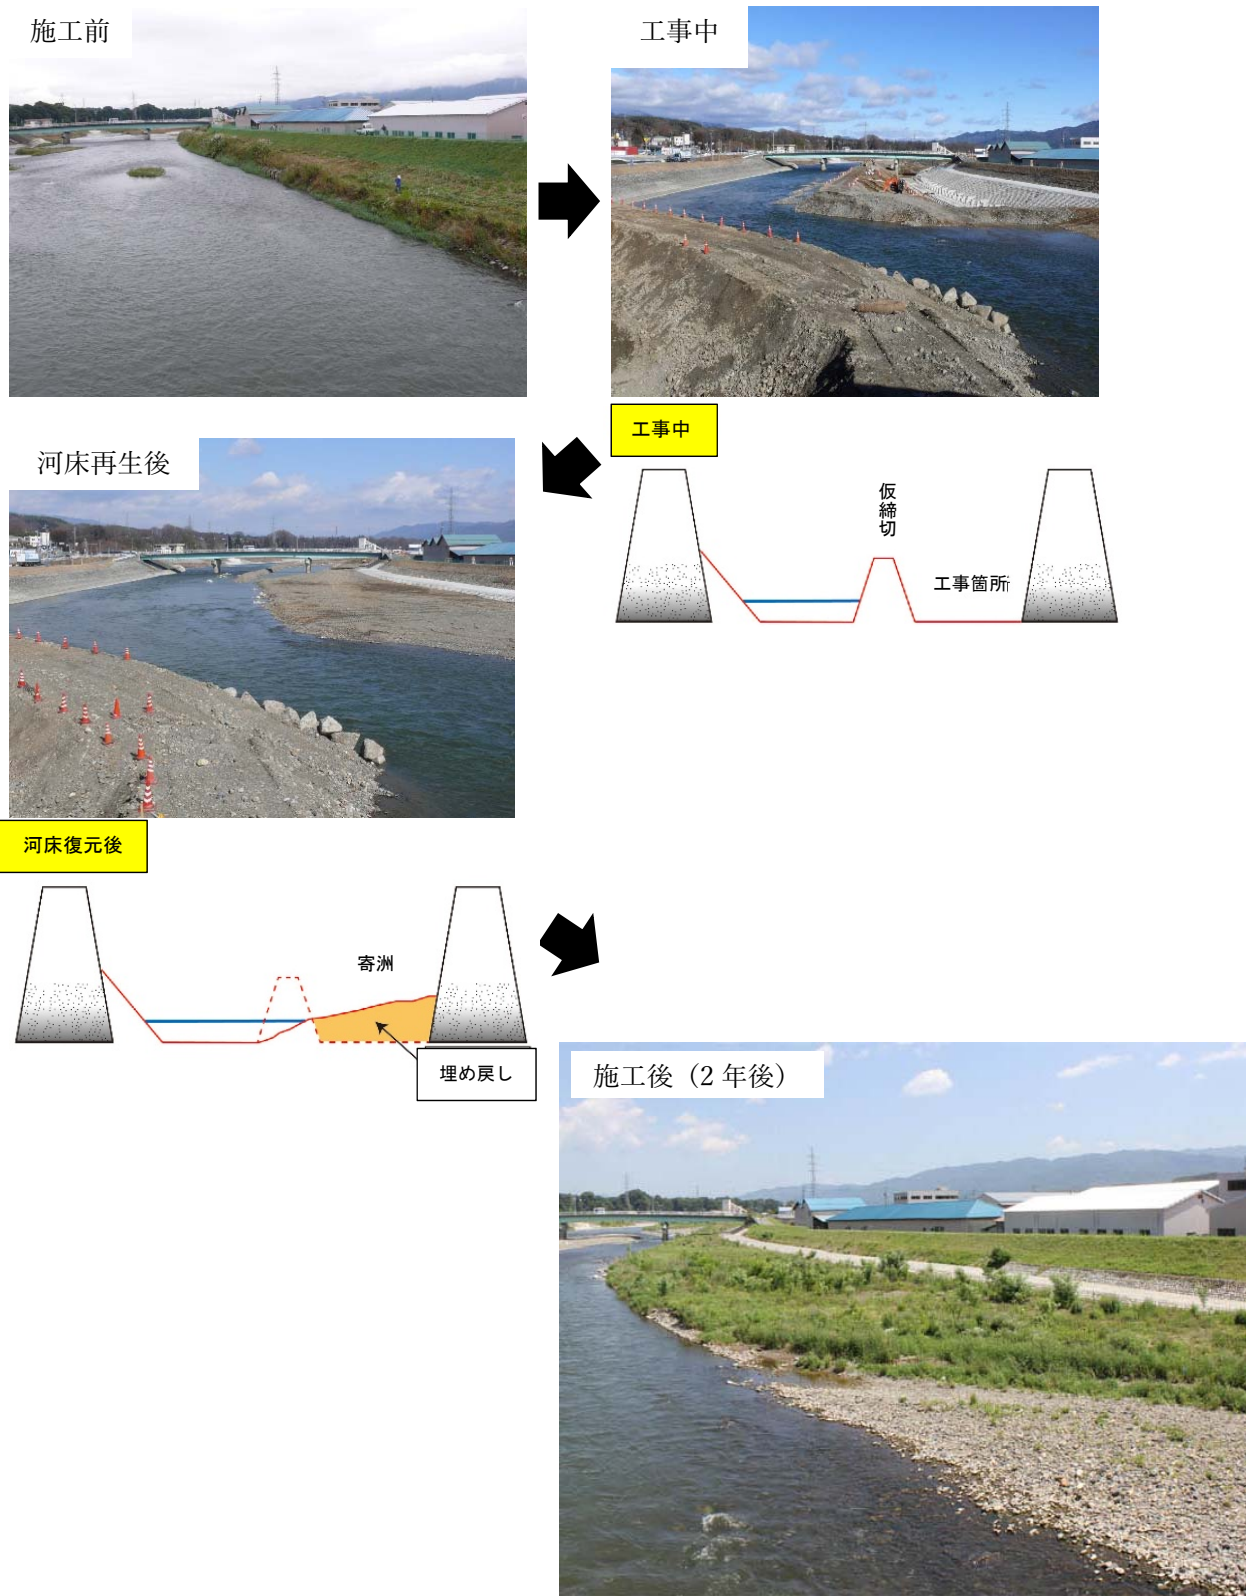 施工前
工事中
工事中
仮締切
工事箇所
河床再生後
河床復元後
寄洲
埋め戻し
施工後（2 年後）